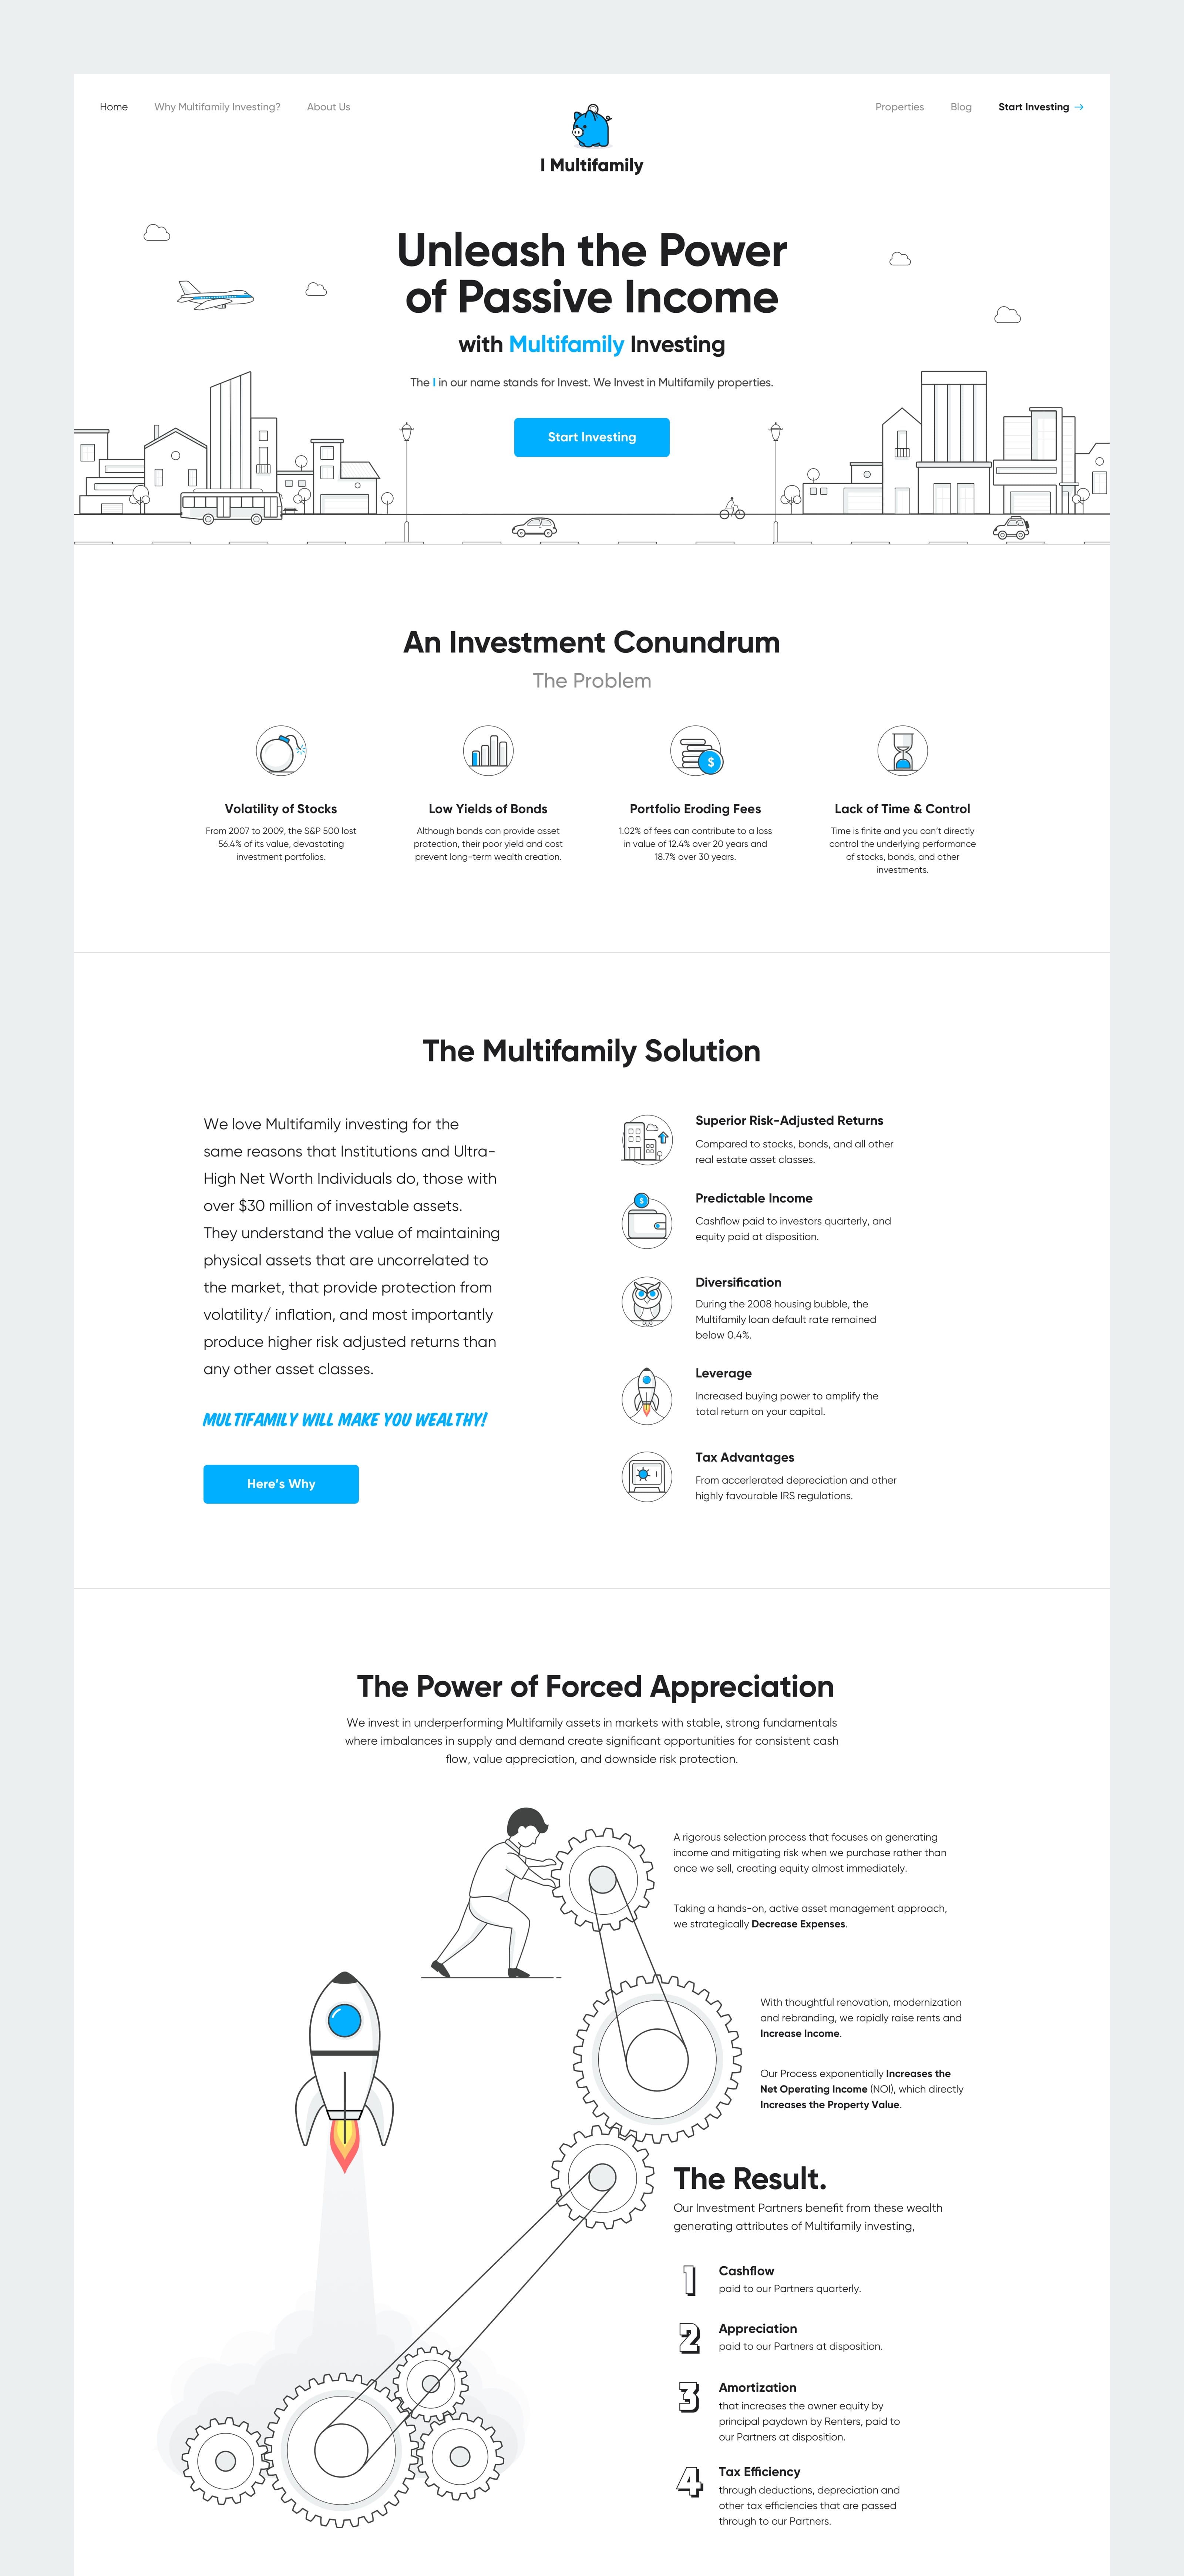 Home Why Multifamily Investing? About Us Properties Blog Start Investing →
I Multifamily
Unleash the Power
of Passive Income
with Multifamily Investing
The I in our name stands for Invest. We Invest in Multifamily properties.
Start Investing
An Investment Conundrum
The Problem
$
Volatility of Stocks
From 2007 to 2009, the S&P 500 lost
56.4% of its value, devastating
investment portfolios.
Low Yields of Bonds
Although bonds can provide asset
protection, their poor yield and cost
prevent long-term wealth creation.
Portfolio Eroding Fees
1.02% of fees can contribute to a loss
in value of 12.4% over 20 years and
18.7% over 30 years.
Lack of Time & Control
Time is finite and you can't directly
control the underlying performance
of stocks, bonds, and other
investments.
The Multifamily Solution
We love Multifamily investing for the
same reasons that Institutions and Ultra-
High Net Worth Individuals do, those with
over $30 million of investable assets.
They understand the value of maintaining
physical assets that are uncorrelated to
the market, that provide protection from
volatility/ inflation, and most importantly
produce higher risk adjusted returns than
any other asset classes.
MULTIFAMILY WILL MAKE YOU WEALTHY!
Here's Why
Superior Risk-Adjusted Returns
Compared to stocks, bonds, and all other
real estate asset classes.
$
Predictable Income
Cashflow paid to investors quarterly, and
equity paid at disposition.
Diversification
During the 2008 housing bubble, the
Multifamily loan default rate remained
below 0.4%.
Leverage
Increased buying power to amplify the
total return on your capital.
Tax Advantages
From accerlerated depreciation and other
highly favourable IRS regulations.
The Power of Forced Appreciation
We invest in underperforming Multifamily assets in markets with stable, strong fundamentals
where imbalances in supply and demand create significant opportunities for consistent cash
flow, value appreciation, and downside risk protection.
A rigorous selection process that focuses on generating
income and mitigating risk when we purchase rather than
once we sell, creating equity almost immediately.
Taking a hands-on, active asset management approach,
we strategically Decrease Expenses.
With thoughtful renovation, modernization
and rebranding, we rapidly raise rents and
Increase Income.
Our Process exponentially Increases the
Net Operating Income (NOI), which directly
Increases the Property Value.
The Result.
Our Investment Partners benefit from these wealth
generating attributes of Multifamily investing,
1 Cashflow
paid to our Partners quarterly.
2 Appreciation
paid to our Partners at disposition.
3 Amortization
that increases the owner equity by
principal paydown by Renters, paid to
our Partners at disposition.
4 Tax Efficiency
through deductions, depreciation and
other tax efficiencies that are passed
through to our Partners.